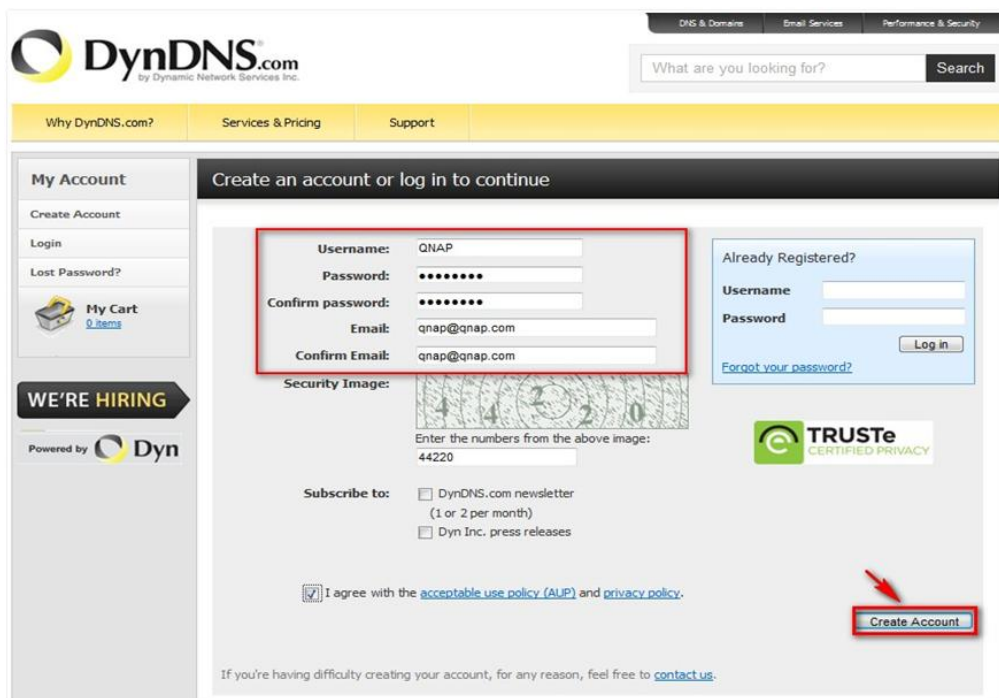 DNS & Domains Email Services Performance & Security
DynDNS.com
by Dynamic Network Services Inc.
What are you looking for? Search
Why DynDNS.com? Services & Pricing Support
My Account
Create Account
Login
Lost Password?
My Cart
0 items
WE'RE HIRING
Powered by Dyn
Create an account or log in to continue
Username: QNAP
Password: ••••••••
Confirm password: ••••••••
Email: qnap@qnap.com
Confirm Email: qnap@qnap.com
Security Image: 4 4 2 2 0
Enter the numbers from the above image:
44220
Subscribe to: DynDNS.com newsletter
(1 or 2 per month)
Dyn Inc. press releases
I agree with the acceptable use policy (AUP) and privacy policy.
Already Registered?
Username
Password
Log in
Forgot your password?
TRUSTe
CERTIFIED PRIVACY
Create Account
If you're having difficulty creating your account, for any reason, feel free to contact us.